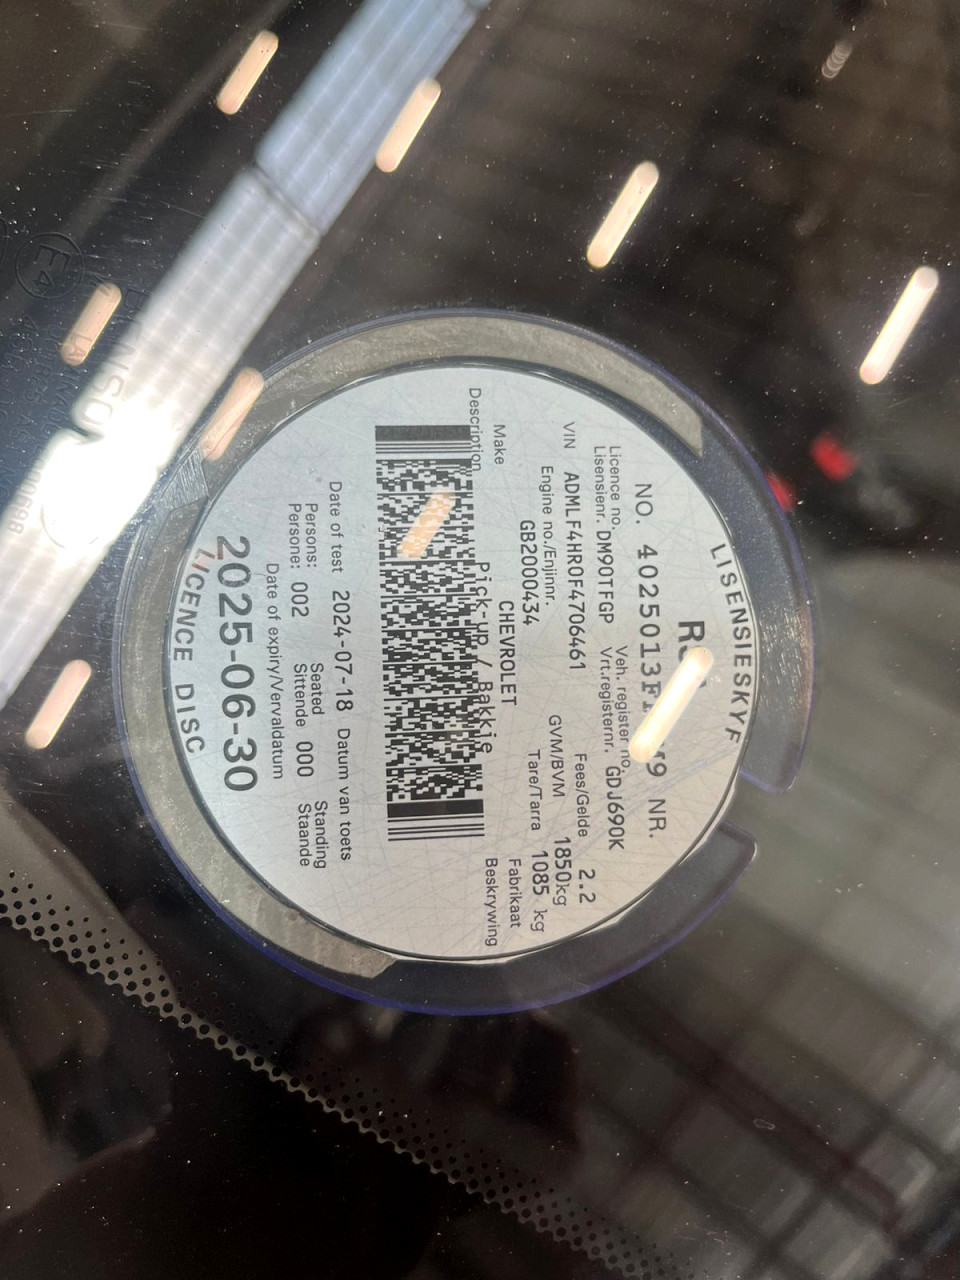 LISENSIESKYF
NO. 4025013F NR.
Licence no. Veh. register no.
Lisensienr. DM90TFGP Vrt.registernr. GDJ690K
Fees/Gelde 2.2
VIN ADMLF4HR0F4706461 GVM/BVM 1850kg
Engine no./Enjinnr. Tare/Tarra 1085 kg
GB2000434
Make CHEVROLET Fabrikaat
Description Pick-up / Bakkie Beskrywing
Date of test 2024-07-18 Datum van toets
Persons: Seated Standing
Persone: 002 Sittende 000 Staande
Date of expiry/Vervaldatum
2025-06-30
LICENCE DISC